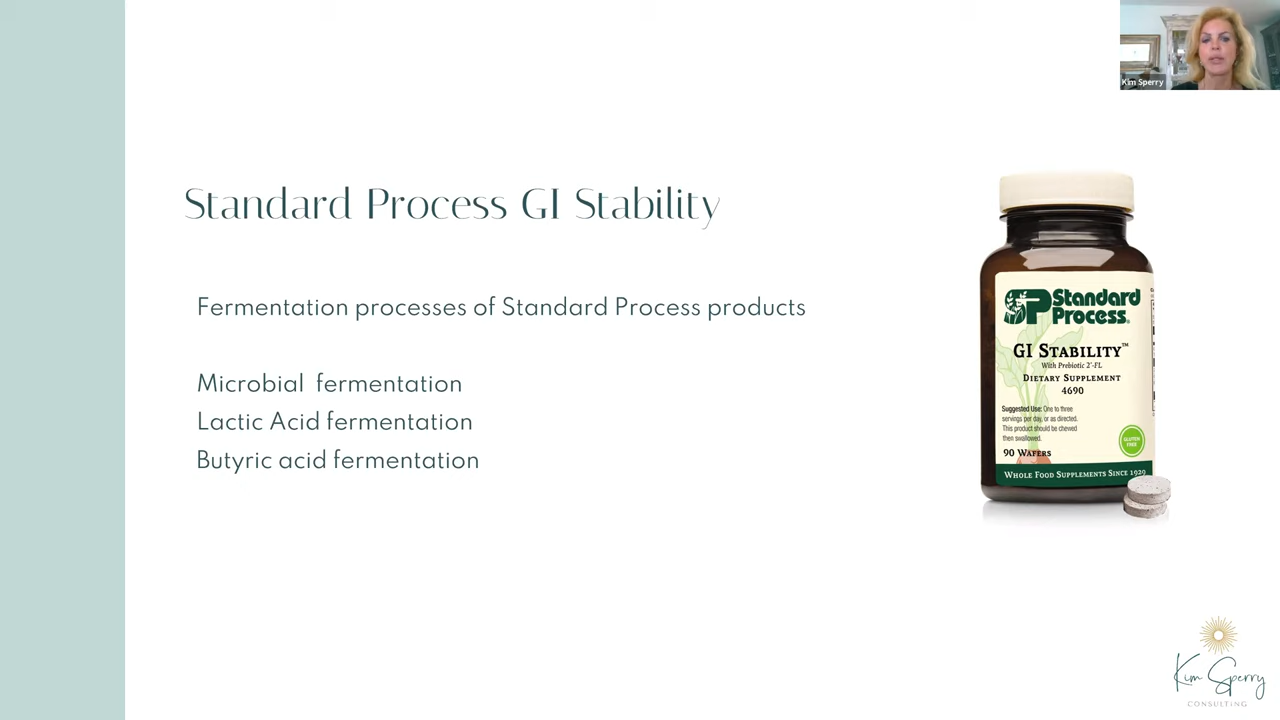 Kim Sperry
Standard Process GI Stability
Fermentation processes of Standard Process products
Microbial fermentation
Lactic Acid fermentation
Butyric acid fermentation
SP Standard
Process®
GI Stability™
With Prebiotic 2'-FL
Dietary Supplement
4690
Suggested Use: One to three
servings per day, or as directed.
This product should be chewed
then swallowed.
GLUTEN
FREE
90 Wafers
Whole Food Supplements Since 1929
Kim Sperry
CONSULTING